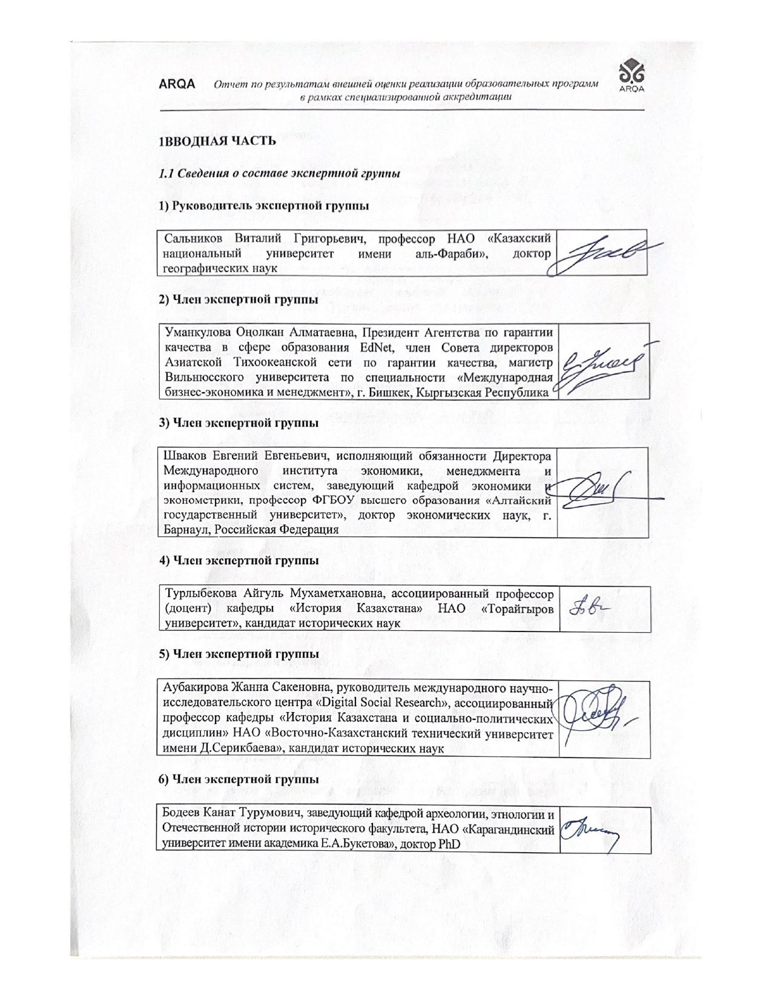 ARQA Отчет по результатам внешней оценки реализации образовательных программ
в рамках специализированной аккредитации
ARQA
1ВВОДНАЯ ЧАСТЬ
1.1 Сведения о составе экспертной группы
1) Руководитель экспертной группы
Сальников Виталий Григорьевич, профессор НАО «Казахский
национальный университет имени аль-Фараби», доктор
географических наук
2) Член экспертной группы
Уманкулова Оңолкан Алматаевна, Президент Агентства по гарантии
качества в сфере образования EdNet, член Совета директоров
Азиатской Тихоокеанской сети по гарантии качества, магистр
Вильнюсского университета по специальности «Международная
бизнес-экономика и менеджмент», г. Бишкек, Кыргызская Республика
3) Член экспертной группы
Шваков Евгений Евгеньевич, исполняющий обязанности Директора
Международного института экономики, менеджмента и
информационных систем, заведующий кафедрой экономики и
эконометрики, профессор ФГБОУ высшего образования «Алтайский
государственный университет», доктор экономических наук, г.
Барнаул, Российская Федерация
4) Член экспертной группы
Турлыбекова Айгуль Мухаметхановна, ассоциированный профессор
(доцент) кафедры «История Казахстана» НАО «Торайгыров
университет», кандидат исторических наук
5) Член экспертной группы
Аубакирова Жанна Сакеновна, руководитель международного научно-
исследовательского центра «Digital Social Research», ассоциированный
профессор кафедры «История Казахстана и социально-политических
дисциплин» НАО «Восточно-Казахстанский технический университет
имени Д.Серикбаева», кандидат исторических наук
6) Член экспертной группы
Бодеев Канат Турумович, заведующий кафедрой археологии, этнологии и
Отечественной истории исторического факультета, НАО «Карагандинский
университет имени академика Е.А.Букетова», доктор PhD